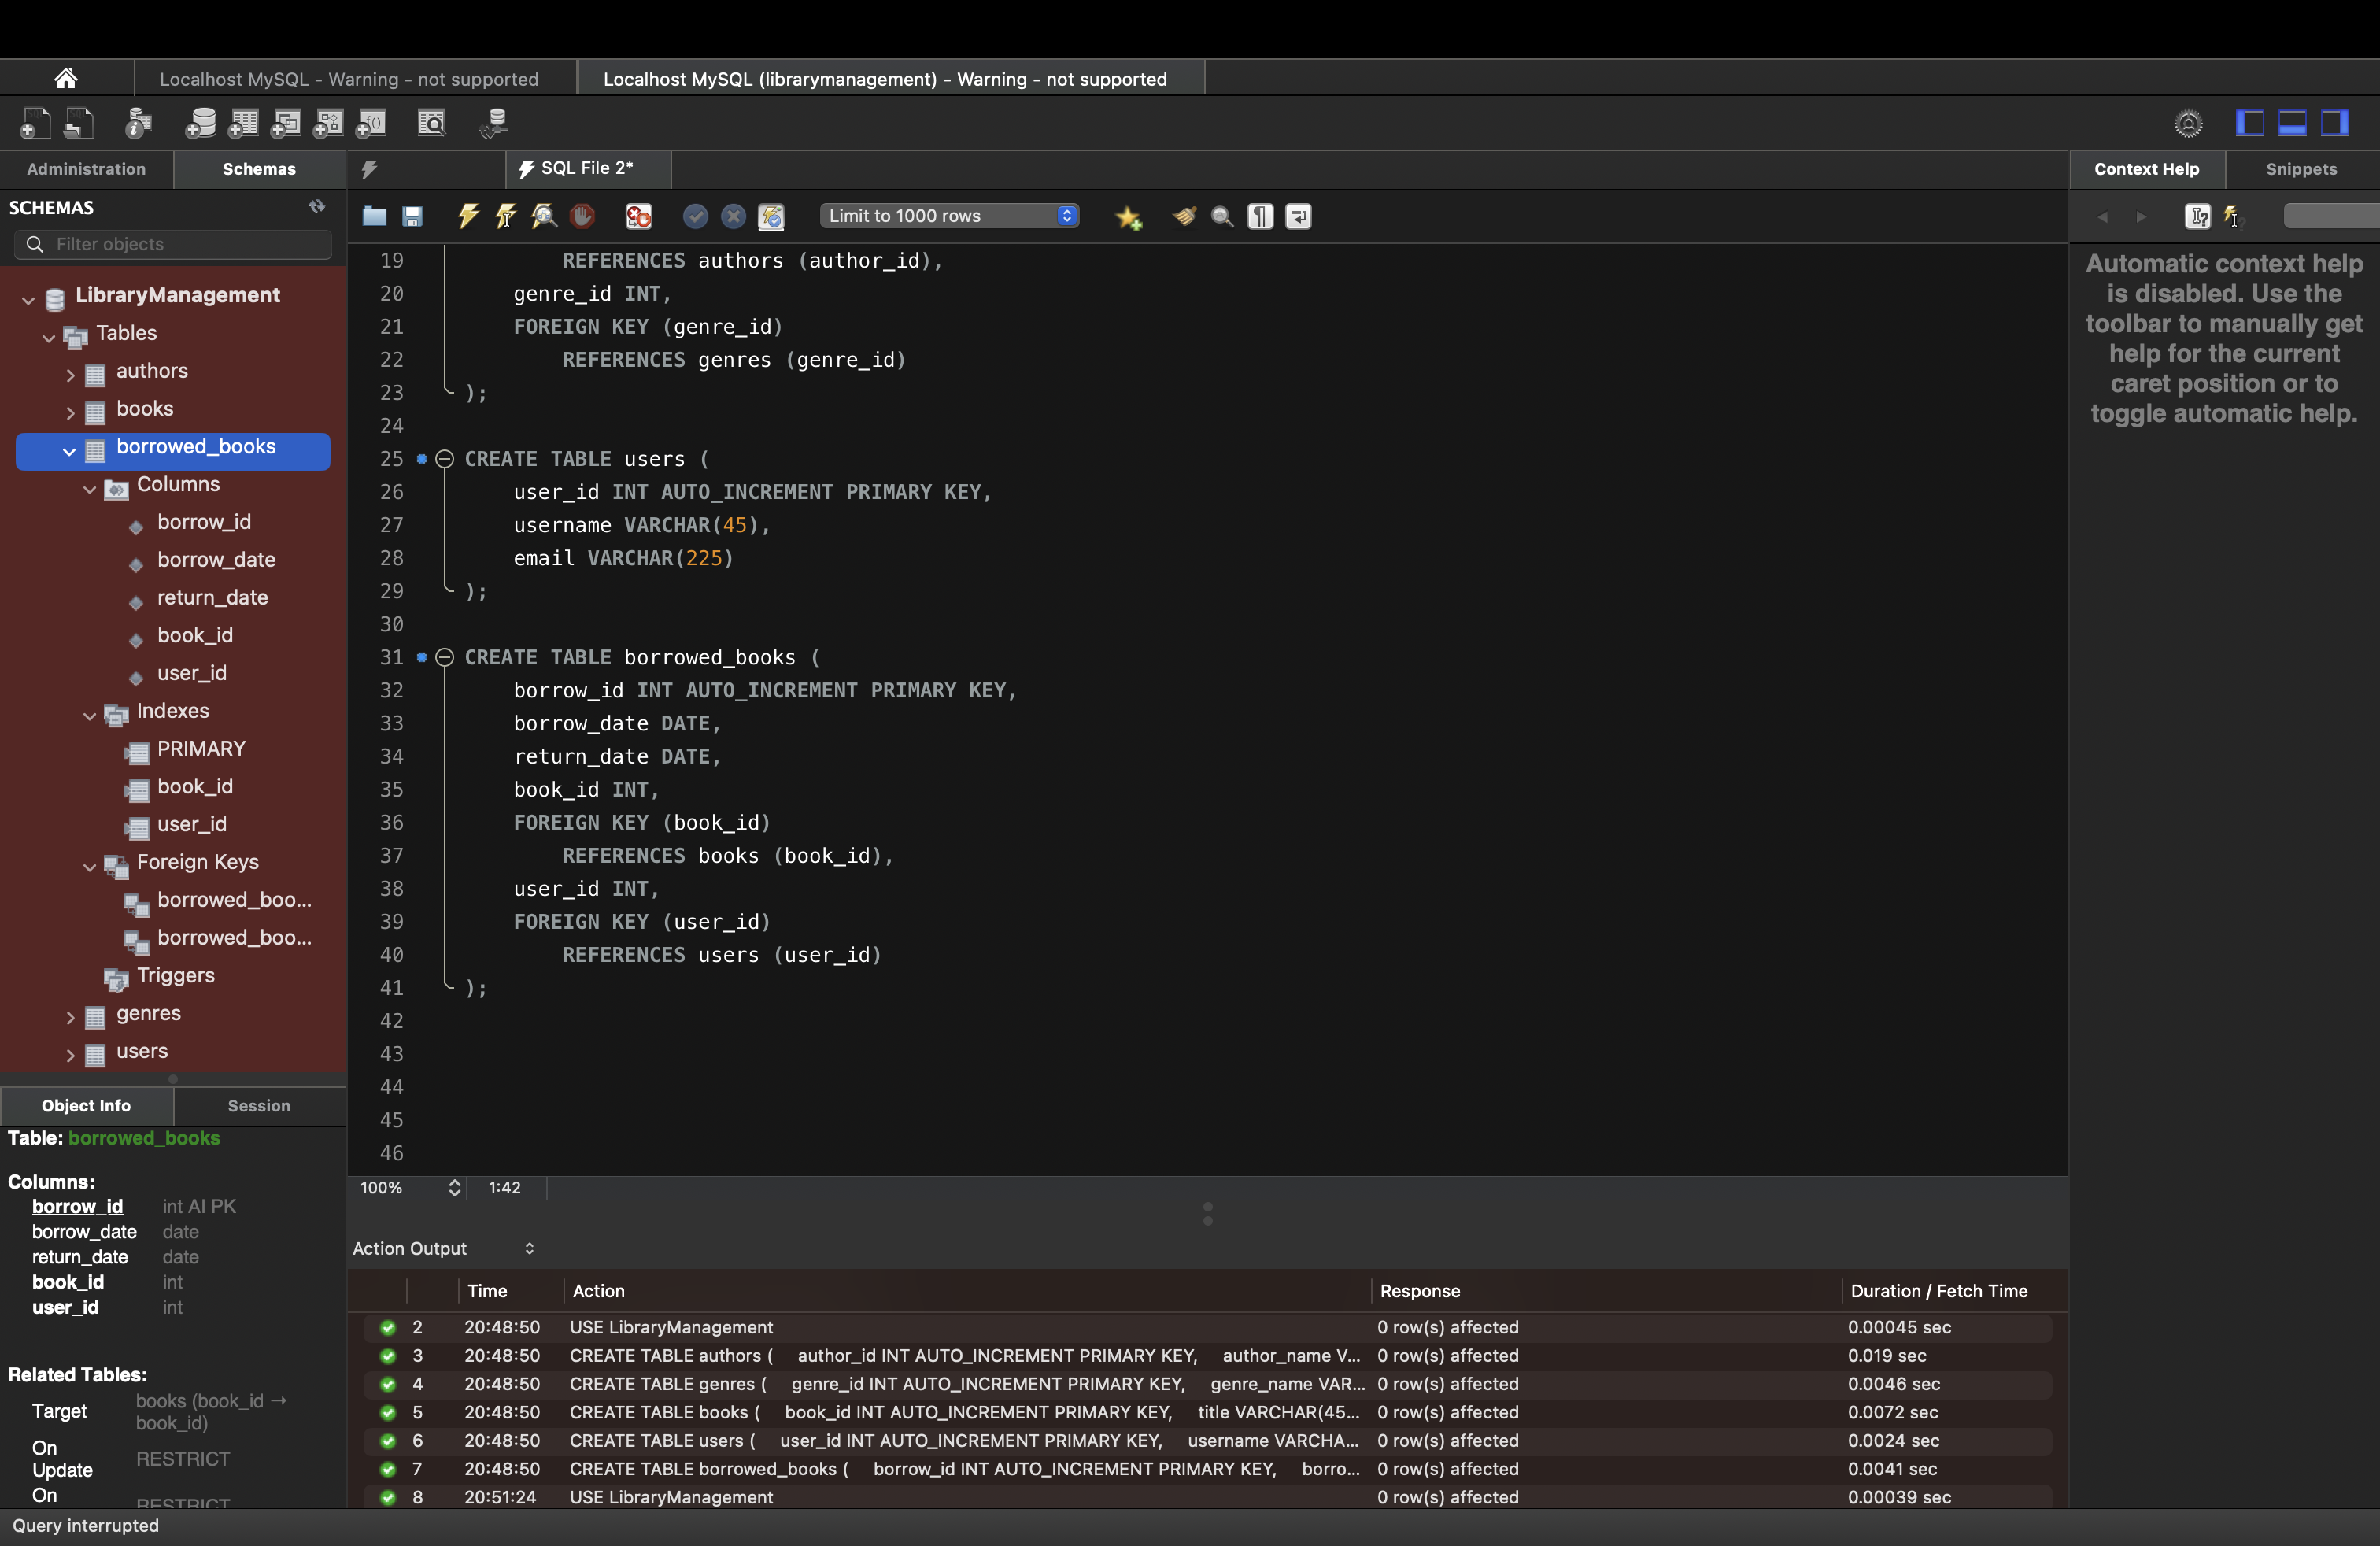 Localhost MySQL - Warning - not supported
Localhost MySQL (librarymanagement) - Warning - not supported
Administration
Schemas
SQL File 2*
Context Help
Snippets
SCHEMAS
Filter objects
Limit to 1000 rows
LibraryManagement
Tables
authors
books
borrowed_books
Columns
borrow_id
borrow_date
return_date
book_id
user_id
Indexes
PRIMARY
book_id
user_id
Foreign Keys
borrowed_boo...
borrowed_boo...
Triggers
genres
users
19 REFERENCES authors (author_id),
20 genre_id INT,
21 FOREIGN KEY (genre_id)
22 REFERENCES genres (genre_id)
23 );
24
25 CREATE TABLE users (
26 user_id INT AUTO_INCREMENT PRIMARY KEY,
27 username VARCHAR(45),
28 email VARCHAR(225)
29 );
30
31 CREATE TABLE borrowed_books (
32 borrow_id INT AUTO_INCREMENT PRIMARY KEY,
33 borrow_date DATE,
34 return_date DATE,
35 book_id INT,
36 FOREIGN KEY (book_id)
37 REFERENCES books (book_id),
38 user_id INT,
39 FOREIGN KEY (user_id)
40 REFERENCES users (user_id)
41 );
42
43
44
45
46
Automatic context help
is disabled. Use the
toolbar to manually get
help for the current
caret position or to
toggle automatic help.
Object Info
Session
Table: borrowed_books
Columns:
borrow_id int AI PK
borrow_date date
return_date date
book_id int
user_id int
Related Tables:
Target books (book_id → book_id)
On Update RESTRICT
On RESTRICT
100% 1:42
Action Output
Time Action Response Duration / Fetch Time
2 20:48:50 USE LibraryManagement 0 row(s) affected 0.00045 sec
3 20:48:50 CREATE TABLE authors ( author_id INT AUTO_INCREMENT PRIMARY KEY, author_name V... 0 row(s) affected 0.019 sec
4 20:48:50 CREATE TABLE genres ( genre_id INT AUTO_INCREMENT PRIMARY KEY, genre_name VAR... 0 row(s) affected 0.0046 sec
5 20:48:50 CREATE TABLE books ( book_id INT AUTO_INCREMENT PRIMARY KEY, title VARCHAR(45... 0 row(s) affected 0.0072 sec
6 20:48:50 CREATE TABLE users ( user_id INT AUTO_INCREMENT PRIMARY KEY, username VARCHA... 0 row(s) affected 0.0024 sec
7 20:48:50 CREATE TABLE borrowed_books ( borrow_id INT AUTO_INCREMENT PRIMARY KEY, borro... 0 row(s) affected 0.0041 sec
8 20:51:24 USE LibraryManagement 0 row(s) affected 0.00039 sec
Query interrupted